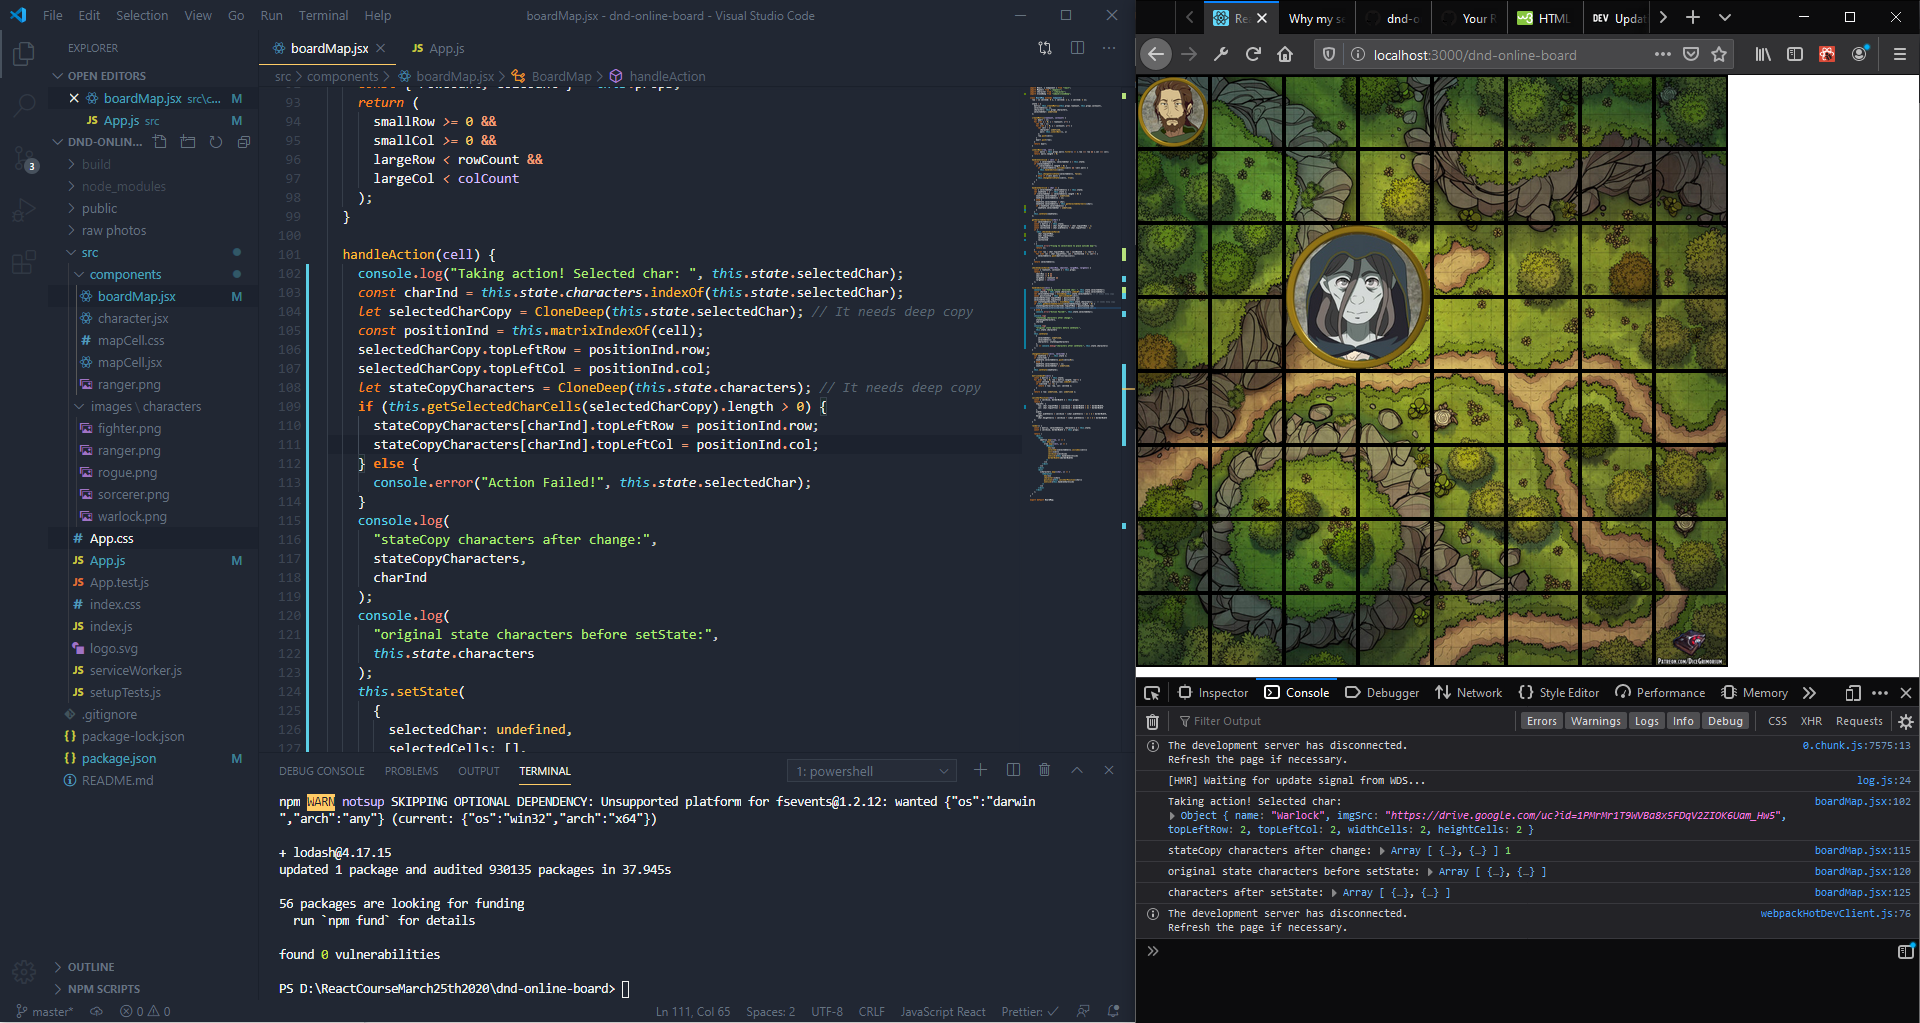 File Edit Selection View Go Run Terminal Help
boardMap.jsx - dnd-online-board - Visual Studio Code
EXPLORER
OPEN EDITORS
boardMap.jsx src\c... M
App.js src M
DND-ONLIN...
build
node_modules
public
raw photos
src
components
boardMap.jsx M
character.jsx
mapCell.css
mapCell.jsx
ranger.png
images \ characters
fighter.png
ranger.png
rogue.png
sorcerer.png
warlock.png
App.css
App.js M
App.test.js
index.css
index.js
logo.svg
serviceWorker.js
setupTests.js
.gitignore
package-lock.json
package.json M
README.md
OUTLINE
NPM SCRIPTS
3
boardMap.jsx
App.js
src > components > boardMap.jsx > BoardMap > handleAction
93 return (
94 smallRow >= 0 &&
95 smallCol >= 0 &&
96 largeRow < rowCount &&
97 largeCol < colCount
98 );
99 }
100
101 handleAction(cell) {
102 console.log("Taking action! Selected char: ", this.state.selectedChar);
103 const charInd = this.state.characters.indexOf(this.state.selectedChar);
104 let selectedCharCopy = CloneDeep(this.state.selectedChar); // It needs deep copy
105 const positionInd = this.matrixIndexOf(cell);
106 selectedCharCopy.topLeftRow = positionInd.row;
107 selectedCharCopy.topLeftCol = positionInd.col;
108 let stateCopyCharacters = CloneDeep(this.state.characters); // It needs deep copy
109 if (this.getSelectedCharCells(selectedCharCopy).length > 0) {
110 stateCopyCharacters[charInd].topLeftRow = positionInd.row;
111 stateCopyCharacters[charInd].topLeftCol = positionInd.col;
112 } else {
113 console.error("Action Failed!", this.state.selectedChar);
114 }
115 console.log(
116 "stateCopy characters after change:",
117 stateCopyCharacters,
118 charInd
119 );
120 console.log(
121 "original state characters before setState:",
122 this.state.characters
123 );
124 this.setState(
125 {
126 selectedChar: undefined,
127 selectedCells: [],
DEBUG CONSOLE PROBLEMS OUTPUT TERMINAL
1: powershell
npm WARN notsup SKIPPING OPTIONAL DEPENDENCY: Unsupported platform for fsevents@1.2.12: wanted {"os":"darwin
","arch":"any"} (current: {"os":"win32","arch":"x64"})
+ lodash@4.17.15
updated 1 package and audited 930135 packages in 37.945s
56 packages are looking for funding
run `npm fund` for details
found 0 vulnerabilities
PS D:\ReactCourseMarch25th2020\dnd-online-board>
master* 0 0
Ln 111, Col 65 Spaces: 2 UTF-8 CRLF JavaScript React Prettier:
Re Why my s dnd-o Your R HTML DEV Updat
localhost:3000/dnd-online-board
Patreon.com/DiceGrimorium
Inspector Console Debugger Network Style Editor Performance Memory
Filter Output
Errors Warnings Logs Info Debug CSS XHR Requests
The development server has disconnected. 0.chunk.js:7575:13
Refresh the page if necessary.
[HMR] Waiting for update signal from WDS... log.js:24
Taking action! Selected char: boardMap.jsx:102
Object { name: "Warlock", imgSrc: "https://drive.google.com/uc?id=1PMrMr1T9WVBa8x5FDqV2ZIOK6Uam_Hw5",
topLeftRow: 2, topLeftCol: 2, widthCells: 2, heightCells: 2 }
stateCopy characters after change: Array [ {…}, {…} ] 1 boardMap.jsx:115
original state characters before setState: Array [ {…}, {…} ] boardMap.jsx:120
characters after setState: Array [ {…}, {…} ] boardMap.jsx:125
The development server has disconnected. webpackHotDevClient.js:76
Refresh the page if necessary.